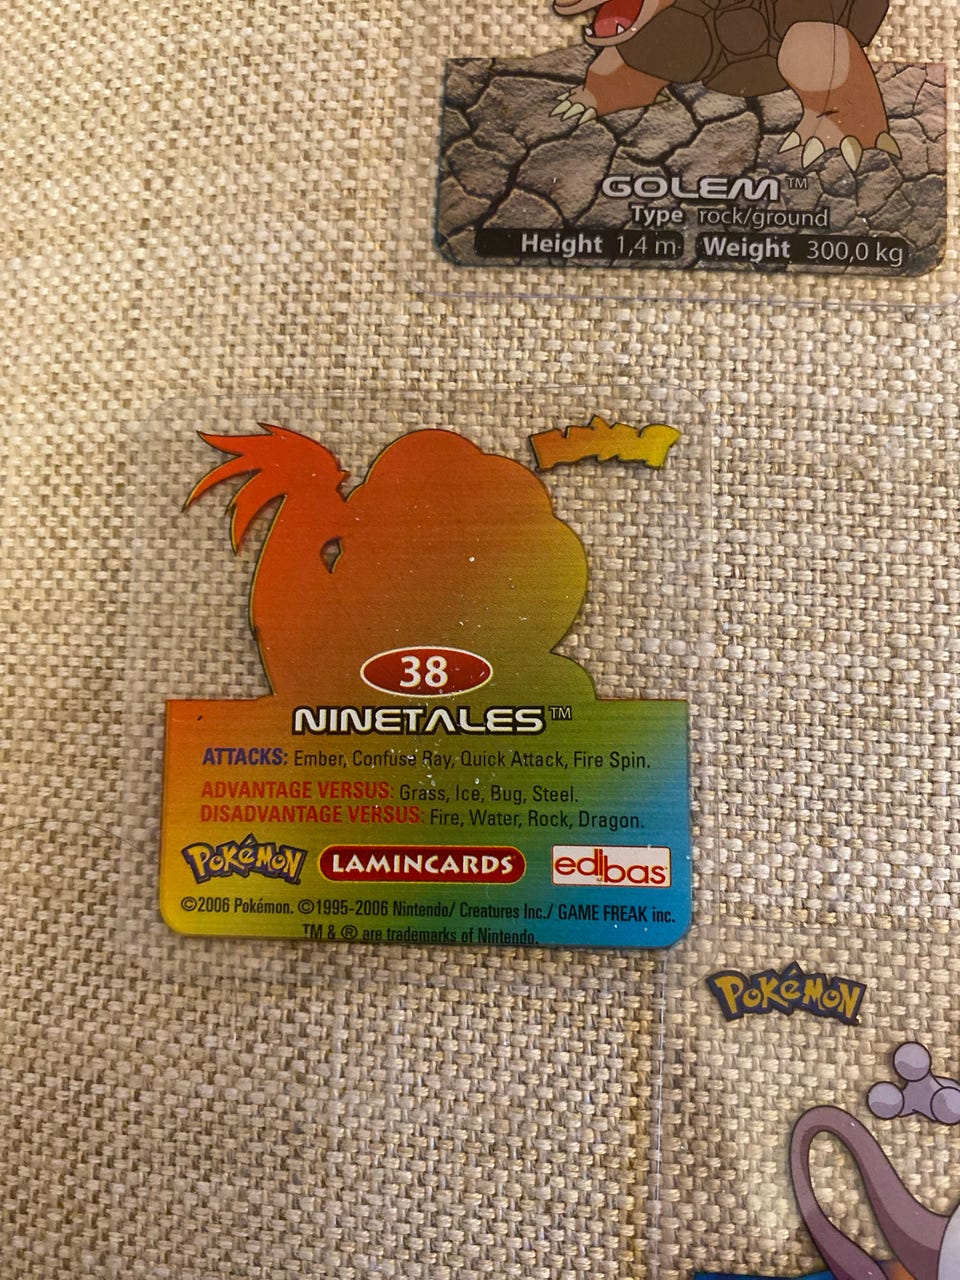 GOLEM™
Type rock/ground
Height 1,4 m Weight 300,0 kg
38
NINETALES™
ATTACKS: Ember, Confuse Ray, Quick Attack, Fire Spin.
ADVANTAGE VERSUS: Grass, Ice, Bug, Steel.
DISADVANTAGE VERSUS: Fire, Water, Rock, Dragon.
POKéMON LAMINCARDS® edibas®
©2006 Pokémon. ©1995-2006 Nintendo/ Creatures Inc./ GAME FREAK inc.
TM & ® are trademarks of Nintendo.
POKéMON